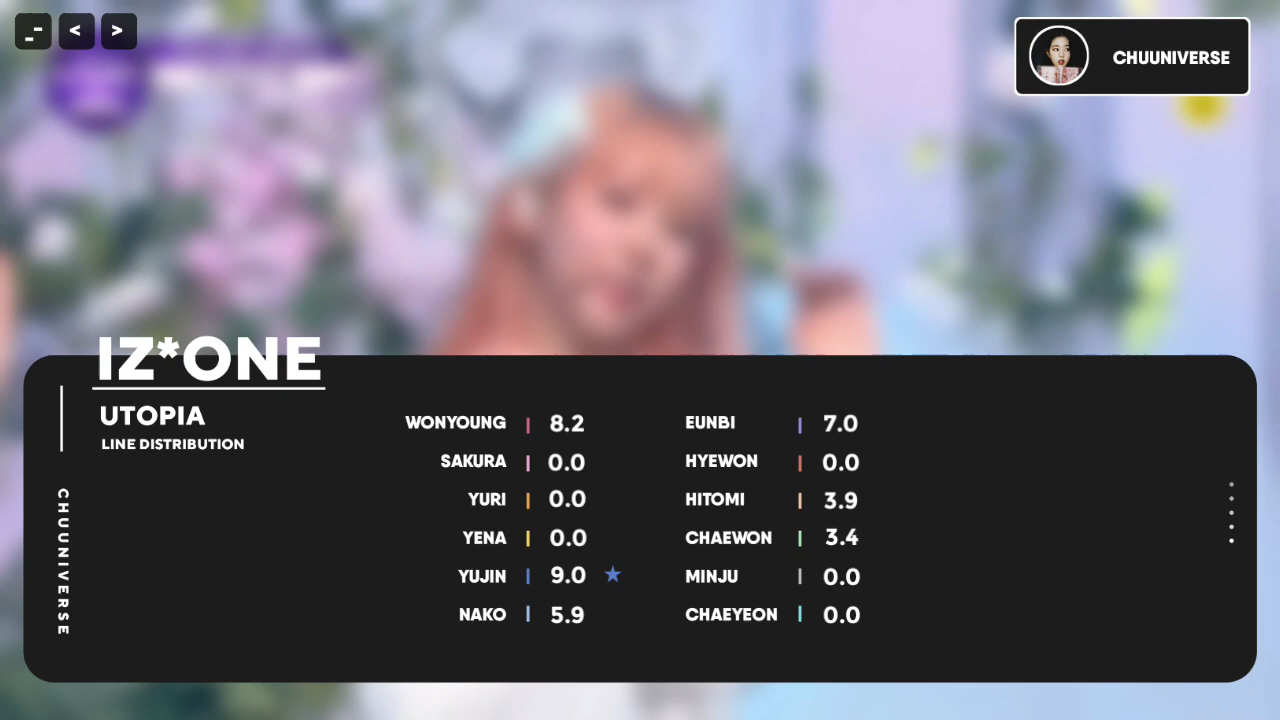 _- < >
CHUUNIVERSE
IZ*ONE
UTOPIA
LINE DISTRIBUTION
CHUUNIVERSE
WONYOUNG | 8.2
SAKURA | 0.0
YURI | 0.0
YENA | 0.0
YUJIN | 9.0 ★
NAKO | 5.9
EUNBI | 7.0
HYEWON | 0.0
HITOMI | 3.9
CHAEWON | 3.4
MINJU | 0.0
CHAEYEON | 0.0